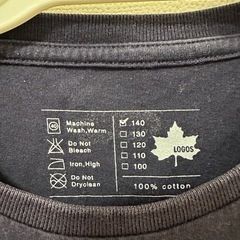 40
Machine
Wash,Warm
Do Not
Bleach
Iron,High
Do Not
Dryclean
140
130
120
110
100
LOGOS
100% cotton